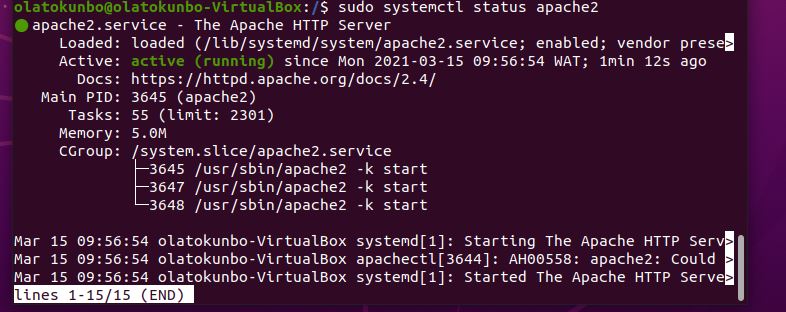 olatokunbo@olatokunbo-VirtualBox:/$ sudo systemctl status apache2
● apache2.service - The Apache HTTP Server
     Loaded: loaded (/lib/systemd/system/apache2.service; enabled; vendor prese>
     Active: active (running) since Mon 2021-03-15 09:56:54 WAT; 1min 12s ago
       Docs: https://httpd.apache.org/docs/2.4/
   Main PID: 3645 (apache2)
      Tasks: 55 (limit: 2301)
     Memory: 5.0M
     CGroup: /system.slice/apache2.service
             ├─3645 /usr/sbin/apache2 -k start
             ├─3647 /usr/sbin/apache2 -k start
             └─3648 /usr/sbin/apache2 -k start
Mar 15 09:56:54 olatokunbo-VirtualBox systemd[1]: Starting The Apache HTTP Serv>
Mar 15 09:56:54 olatokunbo-VirtualBox apachectl[3644]: AH00558: apache2: Could >
Mar 15 09:56:54 olatokunbo-VirtualBox systemd[1]: Started The Apache HTTP Serve>
lines 1-15/15 (END)